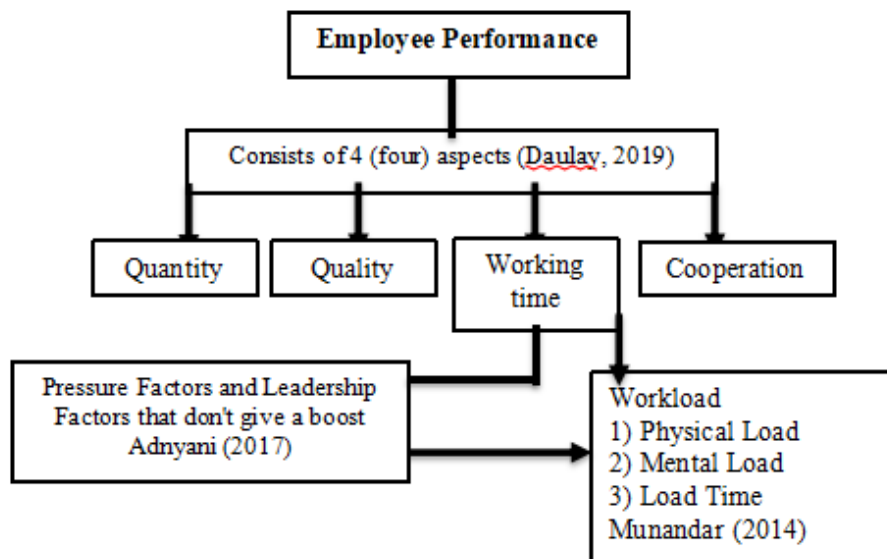 Employee Performance
Consists of 4 (four) aspects (Daulay, 2019)
Quantity
Quality
Working
time
Cooperation
Pressure Factors and Leadership
Factors that don't give a boost
Adnyani (2017)
Workload
1) Physical Load
2) Mental Load
3) Load Time
Munandar (2014)